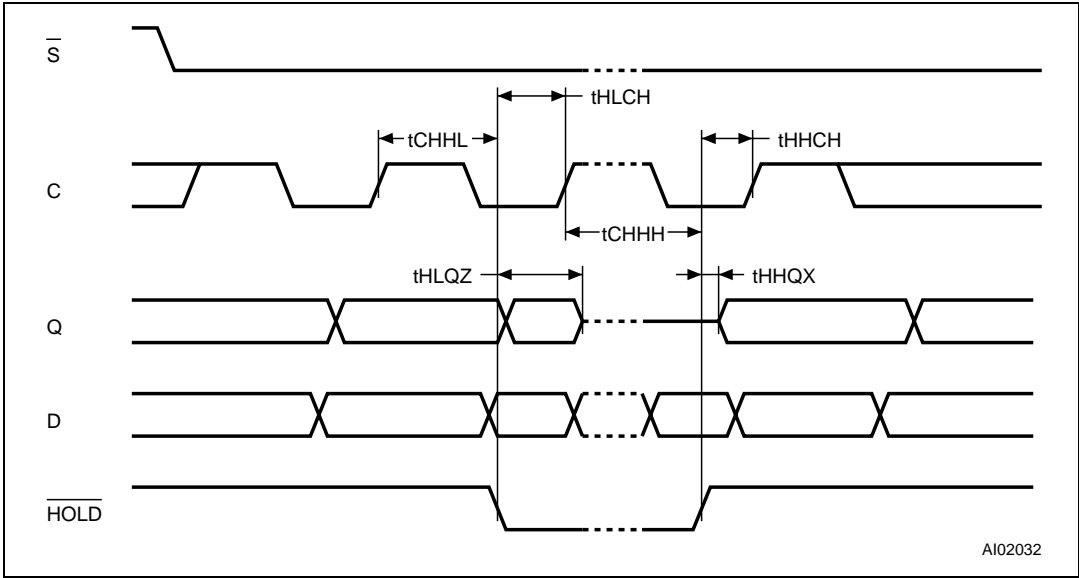 S
tHLCH
tCHHL
tHHCH
C
tCHHH
tHLQZ
tHHQX
Q
D
HOLD
AI02032